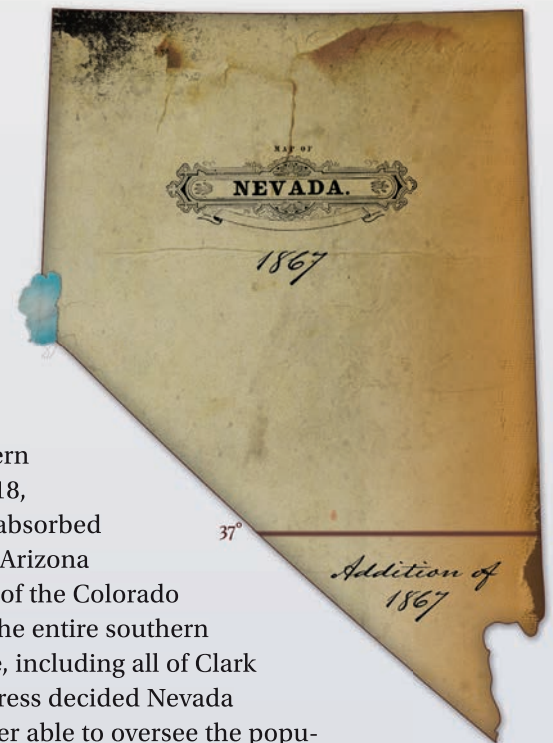 MAP OF
NEVADA.
1867
37°
Addition of
1867
ern
18,
absorbed
Arizona
of the Colorado
he entire southern
e, including all of Clark
ress decided Nevada
er able to oversee the popu-